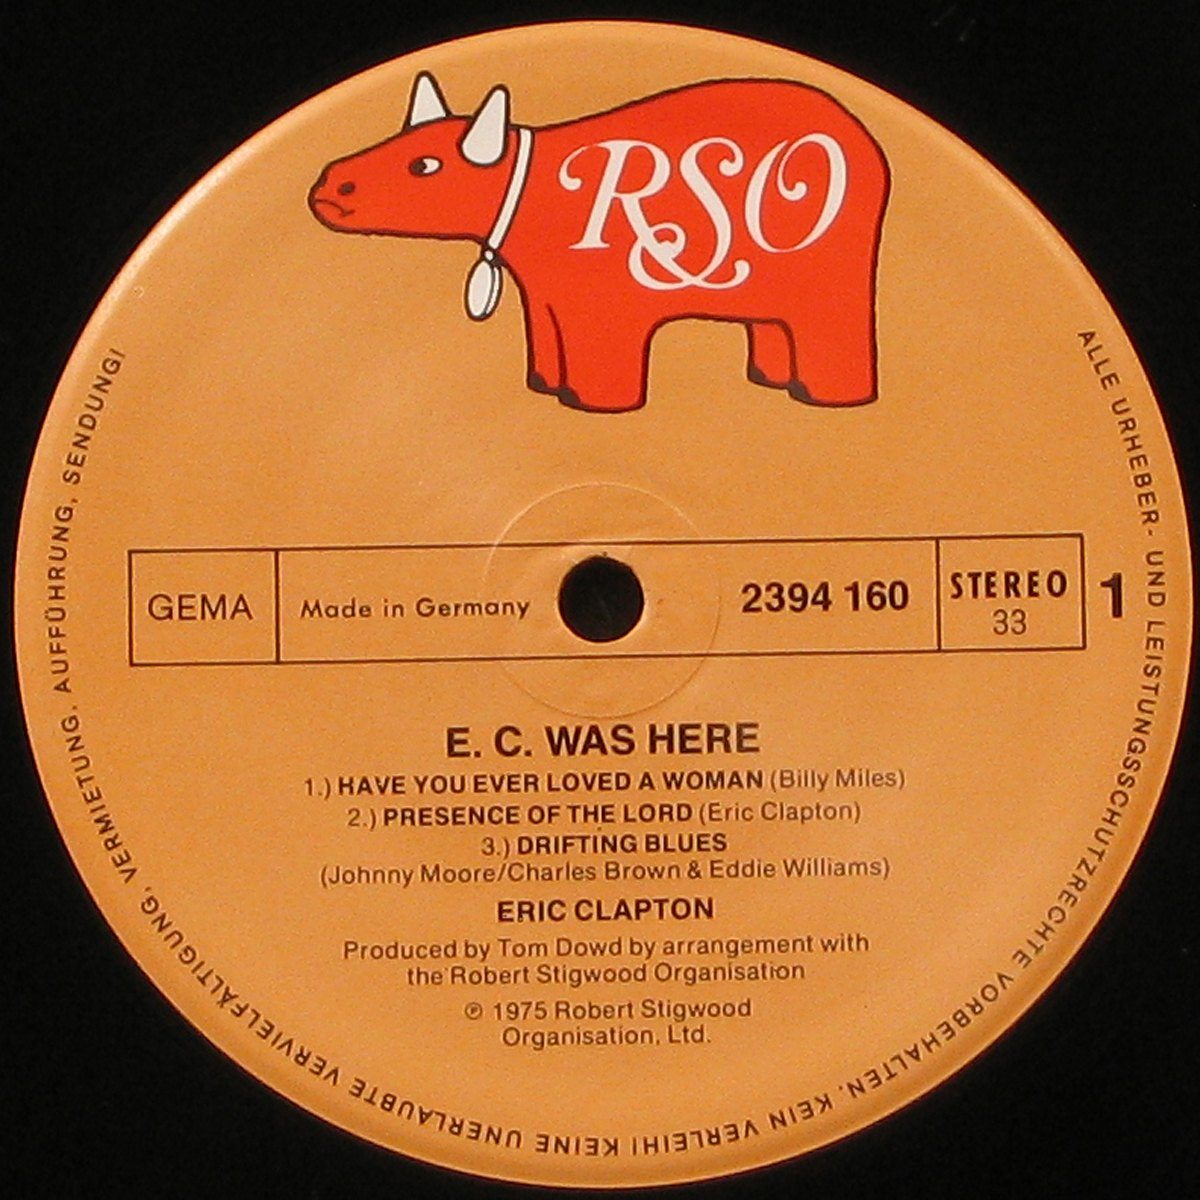 RSO
GEMA
Made in Germany
2394 160
STEREO
33
1
E. C. WAS HERE
1.) HAVE YOU EVER LOVED A WOMAN (Billy Miles)
2.) PRESENCE OF THE LORD (Eric Clapton)
3.) DRIFTING BLUES
(Johnny Moore/Charles Brown & Eddie Williams)
ERIC CLAPTON
Produced by Tom Dowd by arrangement with
the Robert Stigwood Organisation
℗ 1975 Robert Stigwood
Organisation, Ltd.
ALLE URHEBER- UND LEISTUNGSSCHUTZRECHTE VORBEHALTEN. KEIN VERLEIH! KEINE UNERLAUBTE VERVIELFÄLTIGUNG, VERMIETUNG, AUFFÜHRUNG, SENDUNG!